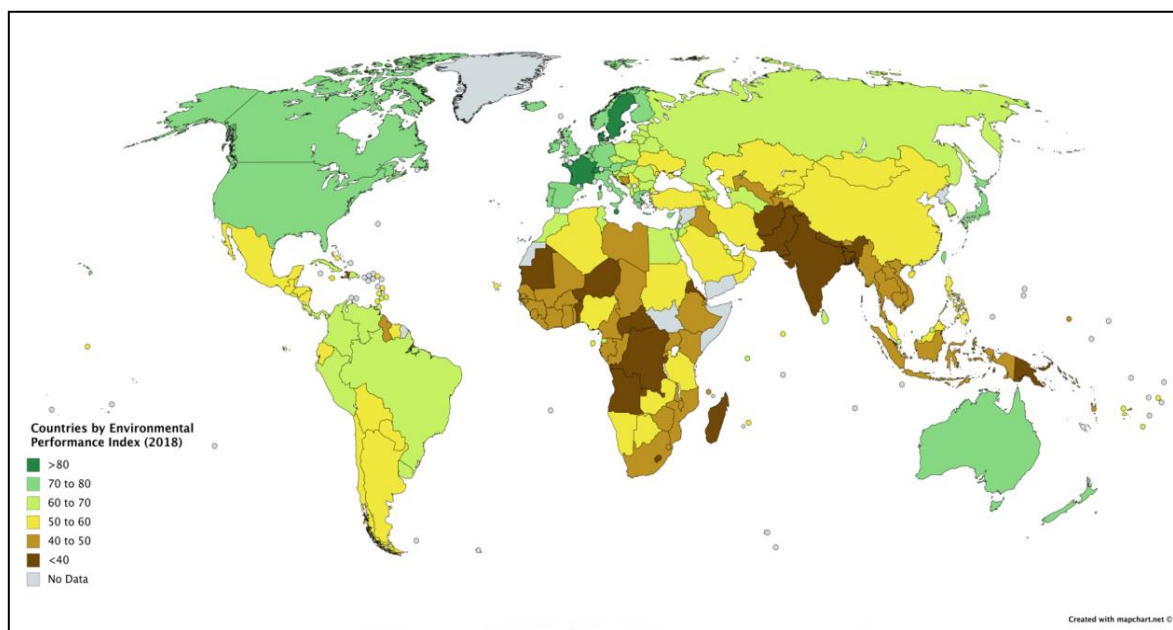 Countries by Environmental
Performance Index (2018)
>80
70 to 80
60 to 70
50 to 60
40 to 50
<40
No Data
Created with mapchart.net ©